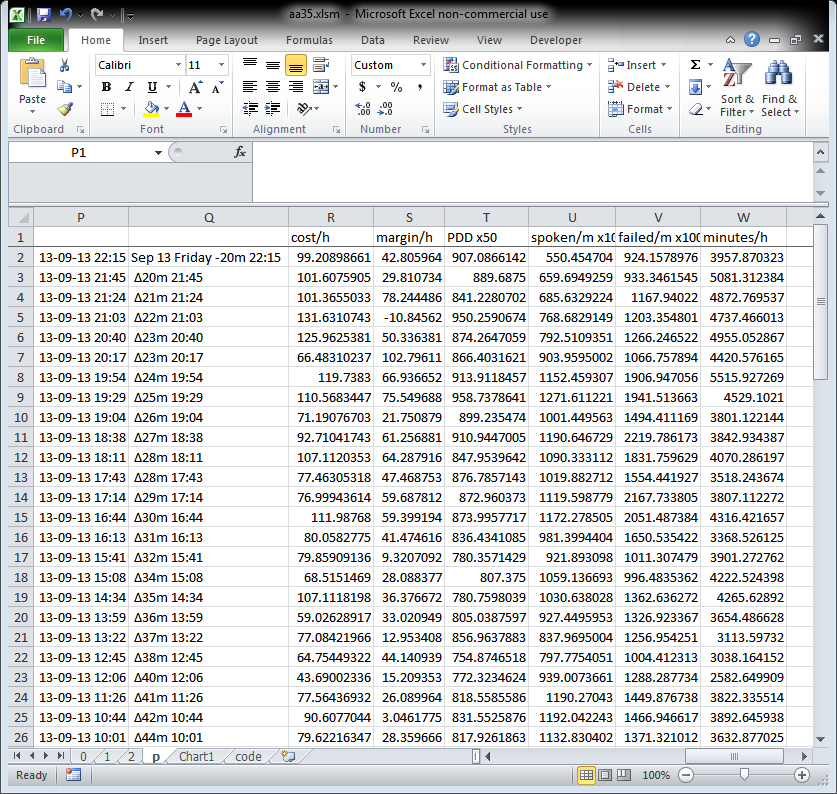 aa35.xlsm - Microsoft Excel non-commercial use
File Home Insert Page Layout Formulas Data Review View Developer
Paste
Calibri 11
B I U A A
A
Custom
$ % ,
Conditional Formatting
Format as Table
Cell Styles
Insert
Delete
Format
Σ
Sort & Filter
Find & Select
Clipboard Font Alignment Number Styles Cells Editing
P1 fx
P Q R S T U V W
1 cost/h margin/h PDD x50 spoken/m x10 failed/m x100 minutes/h
2 13-09-13 22:15 Sep 13 Friday -20m 22:15 99.20898661 42.805964 907.0866142 550.454704 924.1578976 3957.870323
3 13-09-13 21:45 Δ20m 21:45 101.6075905 29.810734 889.6875 659.6949259 933.3461545 5081.312384
4 13-09-13 21:24 Δ21m 21:24 101.3655033 78.244486 841.2280702 685.6329224 1167.94022 4872.769537
5 13-09-13 21:03 Δ22m 21:03 131.6310743 -10.84562 950.2590674 768.6829149 1203.354801 4737.466013
6 13-09-13 20:40 Δ23m 20:40 125.9625381 50.336381 874.2647059 792.5109351 1266.246522 4955.052867
7 13-09-13 20:17 Δ23m 20:17 66.48310237 102.79611 866.4031621 903.9595002 1066.757894 4420.576165
8 13-09-13 19:54 Δ24m 19:54 119.7383 66.936652 913.9118457 1152.459307 1906.947056 5515.927269
9 13-09-13 19:29 Δ25m 19:29 110.5683447 75.549688 958.7378641 1271.611221 1941.513663 4529.1021
10 13-09-13 19:04 Δ26m 19:04 71.19076703 21.750879 899.235474 1001.449563 1494.411169 3801.122144
11 13-09-13 18:38 Δ27m 18:38 92.71041743 61.256881 910.9447005 1190.646729 2219.786173 3842.934387
12 13-09-13 18:11 Δ28m 18:11 107.1120353 64.287916 847.9539642 1090.333112 1831.759629 4070.286197
13 13-09-13 17:43 Δ28m 17:43 77.46305318 47.468753 876.7857143 1019.882712 1554.441927 3518.243674
14 13-09-13 17:14 Δ29m 17:14 76.99943614 59.687812 872.960373 1119.598779 2167.733805 3807.112272
15 13-09-13 16:44 Δ30m 16:44 111.98768 59.399194 873.9957717 1172.278505 2051.487384 4316.421657
16 13-09-13 16:13 Δ31m 16:13 80.0582775 41.474616 836.4341085 981.3994404 1650.535422 3368.526125
17 13-09-13 15:41 Δ32m 15:41 79.85909136 9.3207092 780.3571429 921.893098 1011.307479 3901.272762
18 13-09-13 15:08 Δ34m 15:08 68.5151469 28.088377 807.375 1059.136693 996.4835362 4222.524398
19 13-09-13 14:34 Δ35m 14:34 107.1118198 36.376672 780.7598039 1030.638028 1362.636272 4265.62892
20 13-09-13 13:59 Δ36m 13:59 59.02628917 33.020949 805.0387597 927.4495953 1326.923367 3654.486628
21 13-09-13 13:22 Δ37m 13:22 77.08421966 12.953408 856.9637883 837.9695004 1256.954251 3113.59732
22 13-09-13 12:45 Δ38m 12:45 64.75449322 44.140939 754.8746518 797.7754051 1004.412313 3038.164152
23 13-09-13 12:06 Δ40m 12:06 43.69002336 15.209353 772.3234624 939.0073661 1288.287734 2582.649909
24 13-09-13 11:26 Δ41m 11:26 77.56436932 26.089964 818.5585586 1190.27043 1449.876738 3822.335514
25 13-09-13 10:44 Δ42m 10:44 90.6077044 3.0461775 831.5525876 1192.042243 1466.946617 3892.645938
26 13-09-13 10:01 Δ44m 10:01 79.62216347 28.359666 817.9261863 1132.830402 1371.321012 3632.877025
0 1 2 p Chart1 code
Ready 100%